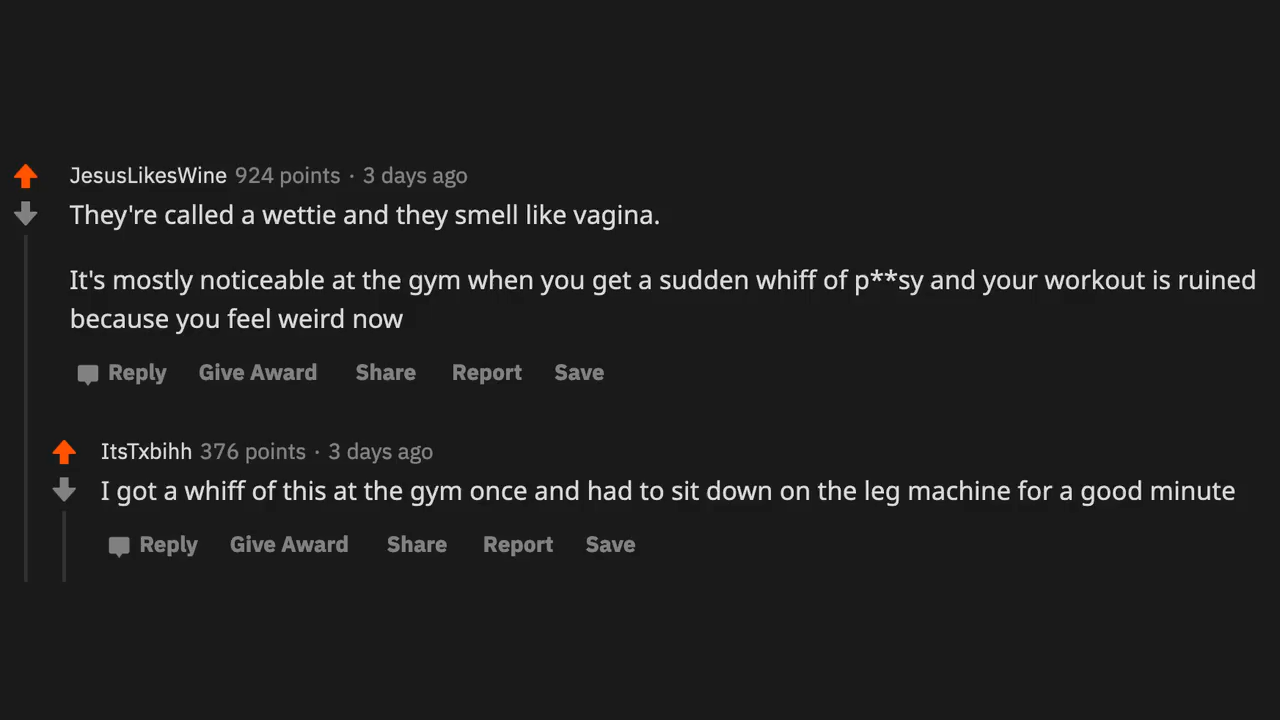 JesusLikesWine 924 points · 3 days ago
They're called a wettie and they smell like vagina.
It's mostly noticeable at the gym when you get a sudden whiff of p**sy and your workout is ruined
because you feel weird now
Reply Give Award Share Report Save
ItsTxbihh 376 points · 3 days ago
I got a whiff of this at the gym once and had to sit down on the leg machine for a good minute
Reply Give Award Share Report Save